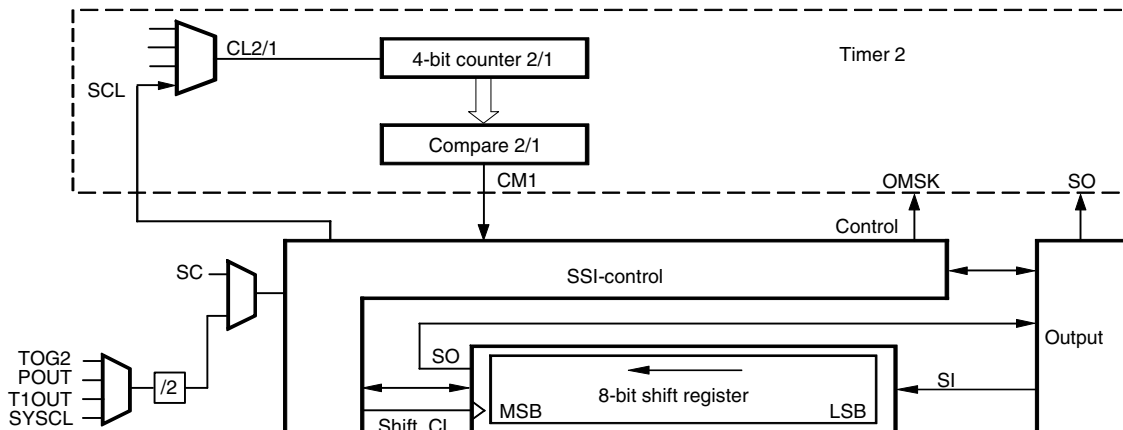 CL2/1
4-bit counter 2/1
Timer 2
SCL
Compare 2/1
CM1
OMSK
SO
Control
SC
SSI-control
TOG2
POUT
T1OUT
SYSCL
/2
SO
Output
8-bit shift register
SI
MSB
LSB
Shift_CL